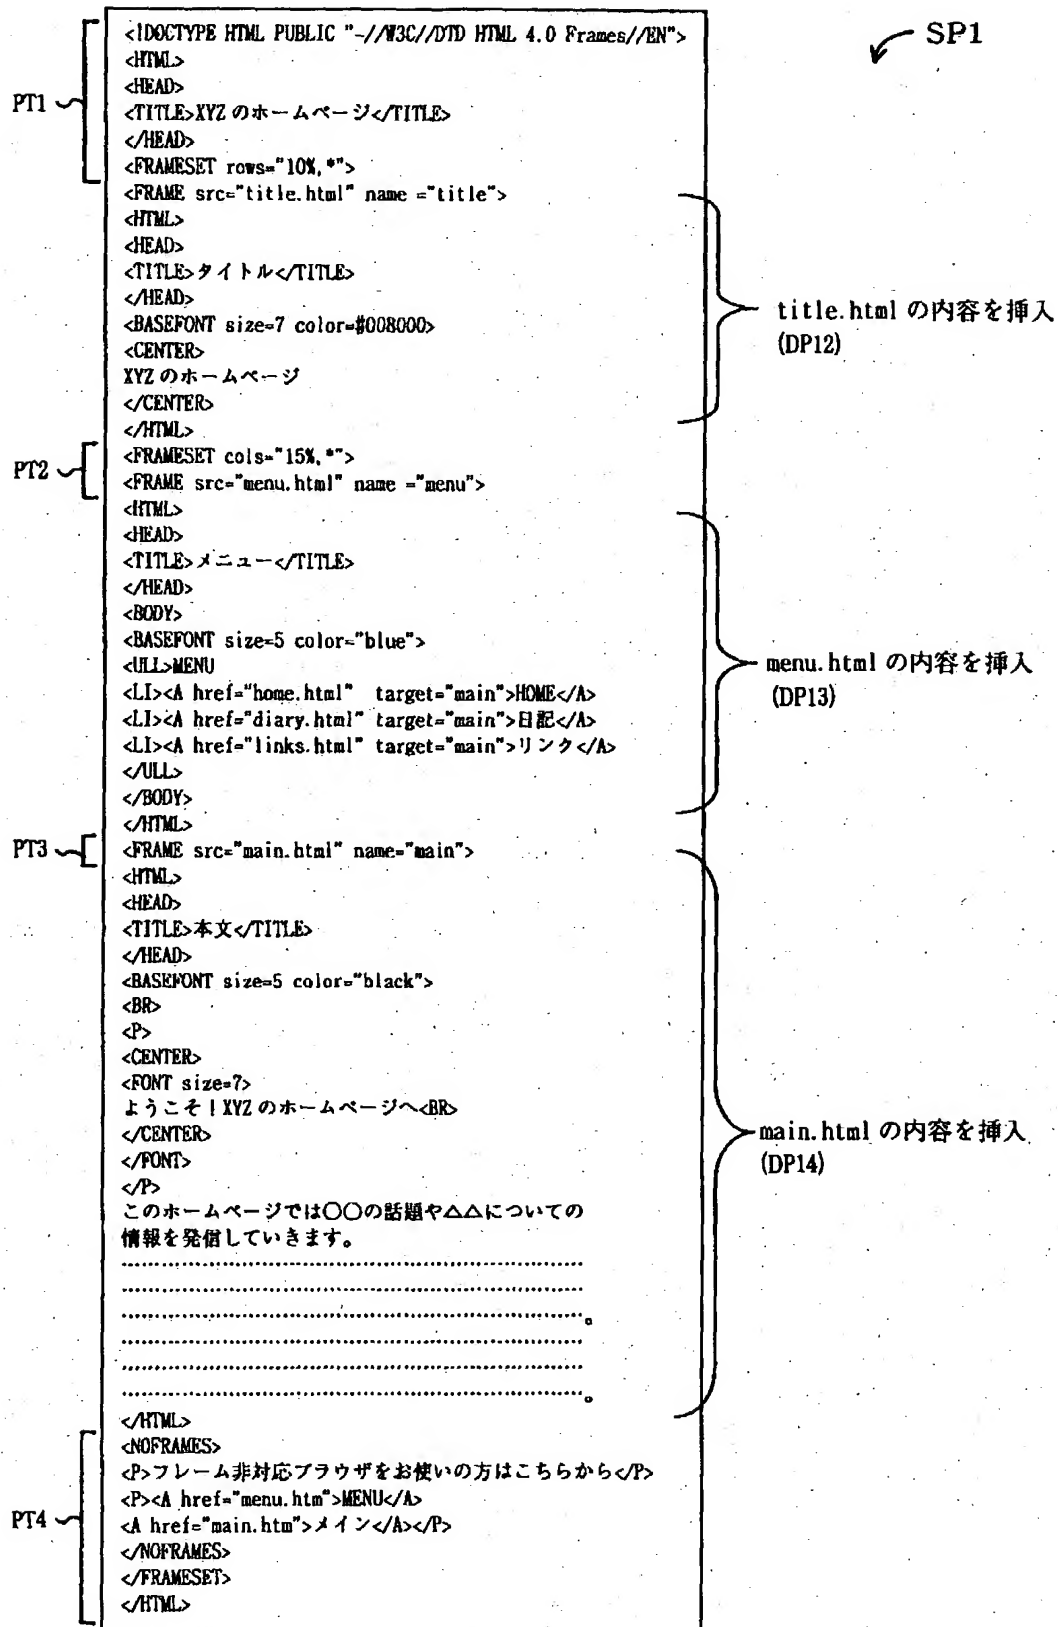 SP1
PT1
<!DOCTYPE HTML PUBLIC "-//W3C//DTD HTML 4.0 Frames//EN">
<HTML>
<HEAD>
<TITLE>XYZのホームページ</TITLE>
</HEAD>
<FRAMESET rows="10%,*">
<FRAME src="title.html" name ="title">
<HTML>
<HEAD>
<TITLE>タイトル</TITLE>
</HEAD>
<BASEFONT size=7 color=#008000>
<CENTER>
XYZのホームページ
</CENTER>
</HTML>
title.html の内容を挿入
(DP12)
PT2
<FRAMESET cols="15%,*">
<FRAME src="menu.html" name ="menu">
<HTML>
<HEAD>
<TITLE>メニュー</TITLE>
</HEAD>
<BODY>
<BASEFONT size=5 color="blue">
<ULL>MENU
<LI><A href="home.html" target="main">HOME</A>
<LI><A href="diary.html" target="main">日記</A>
<LI><A href="links.html" target="main">リンク</A>
</ULL>
</BODY>
</HTML>
menu.html の内容を挿入
(DP13)
PT3
<FRAME src="main.html" name="main">
<HTML>
<HEAD>
<TITLE>本文</TITLE>
</HEAD>
<BASEFONT size=5 color="black">
<BR>
<P>
<CENTER>
<FONT size=7>
ようこそ!XYZのホームページへ<BR>
</CENTER>
</FONT>
</P>
このホームページでは〇〇の話題や△△についての
情報を発信していきます。
..................................................................
..................................................................
..................................................................。
..................................................................
..................................................................
..................................................................。
</HTML>
main.html の内容を挿入
(DP14)
PT4
<NOFRAMES>
<P>フレーム非対応ブラウザをお使いの方はこちらから</P>
<P><A href="menu.htm">MENU</A>
<A href="main.htm">メイン</A></P>
</NOFRAMES>
</FRAMESET>
</HTML>